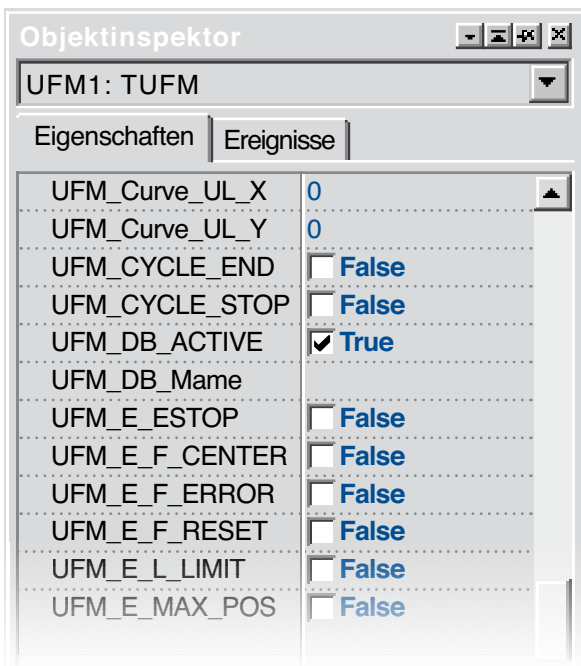 Objektinspektor
UFM1: TUFM
Eigenschaften Ereignisse
UFM_Curve_UL_X 0
UFM_Curve_UL_Y 0
UFM_CYCLE_END False
UFM_CYCLE_STOP False
UFM_DB_ACTIVE True
UFM_DB_Mame
UFM_E_ESTOP False
UFM_E_F_CENTER False
UFM_E_F_ERROR False
UFM_E_F_RESET False
UFM_E_L_LIMIT False
UFM_E_MAX_POS False